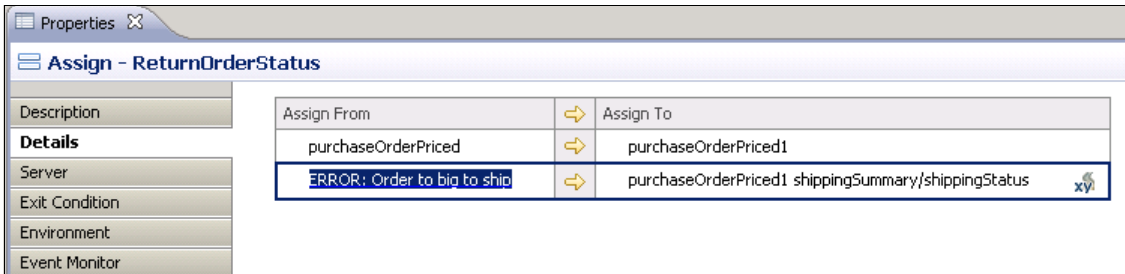 Properties
Assign - ReturnOrderStatus
Description
Details
Server
Exit Condition
Environment
Event Monitor
Assign From Assign To
purchaseOrderPriced purchaseOrderPriced1
ERROR: Order to big to ship purchaseOrderPriced1 shippingSummary/shippingStatus xy